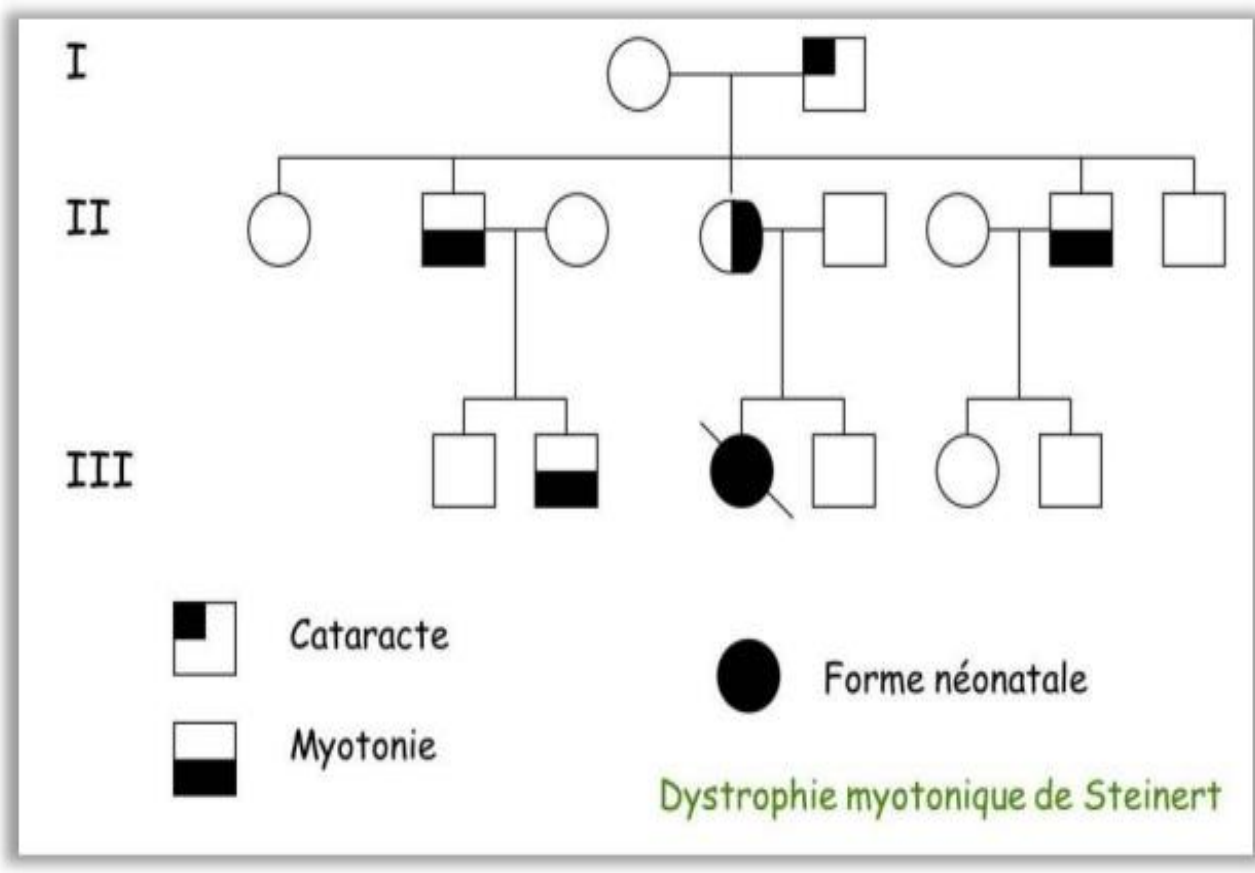 I
II
III
Cataracte
Forme néonatale
Myotonie
Dystrophie myotonique de Steinert